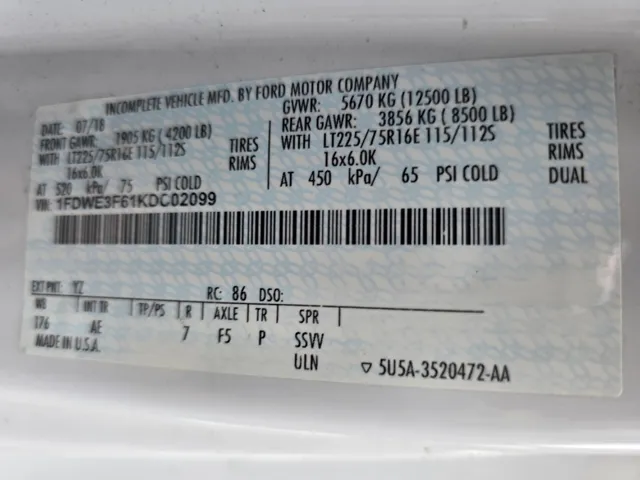 INCOMPLETE VEHICLE MFD. BY FORD MOTOR COMPANY
DATE: 07/18 GVWR: 5670 KG (12500 LB)
FRONT GAWR: 1905 KG (4200 LB) REAR GAWR: 3856 KG (8500 LB)
WITH LT225/75R16E 115/112S TIRES WITH LT225/75R16E 115/112S TIRES
16x6.0K RIMS 16x6.0K RIMS
AT 520 kPa/ 75 PSI COLD AT 450 kPa/ 65 PSI COLD DUAL
VIN: 1FDWE3F61KDC02099
EXT PNT: YZ RC: 86 DSO:
WB INT TR TP/PS R AXLE TR SPR
176 AE 7 F5 P SSVV
MADE IN U.S.A. ULN ▽ 5U5A-3520472-AA